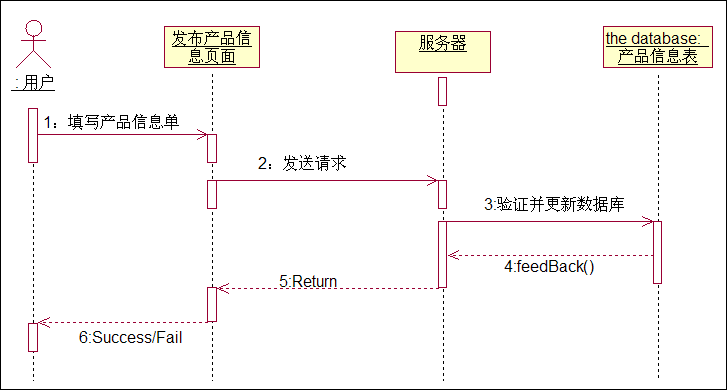 发布产品信
息页面
服务器
the database:
产品信息表
: 用户
1：填写产品信息单
2：发送请求
3:验证并更新数据库
4:feedBack()
5:Return
6:Success/Fail